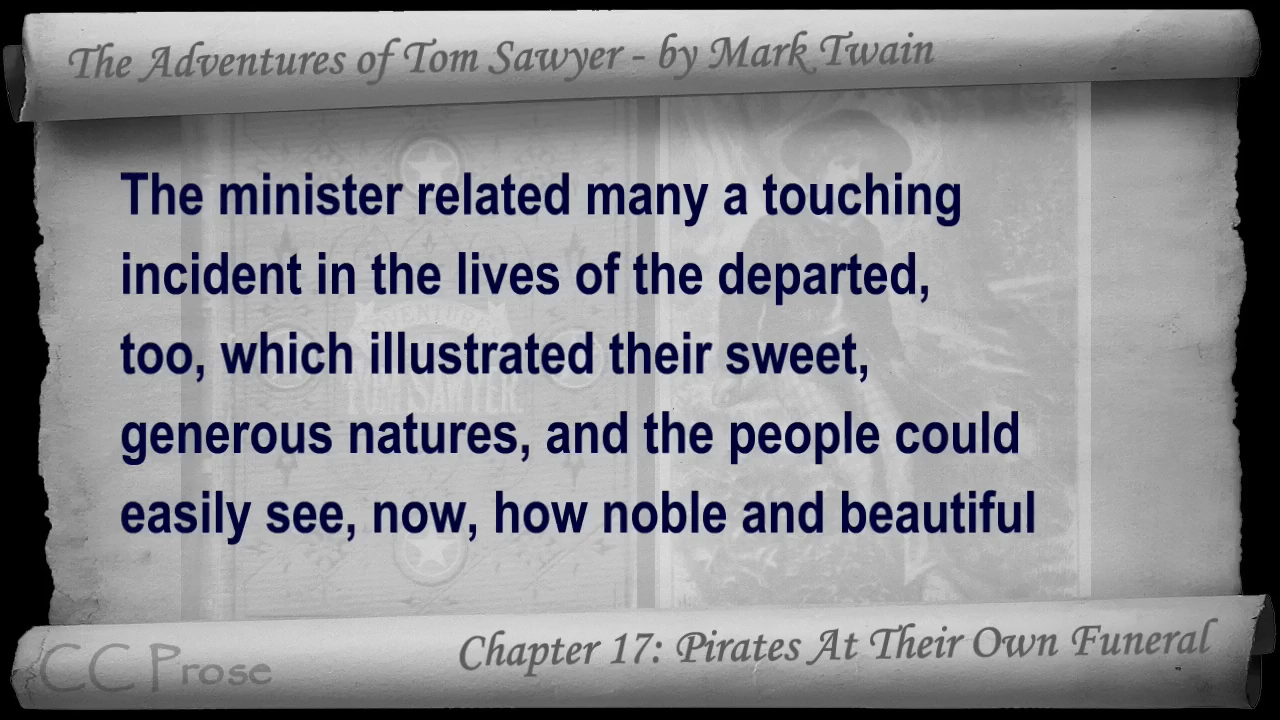 The Adventures of Tom Sawyer - by Mark Twain
The minister related many a touching
incident in the lives of the departed,
too, which illustrated their sweet,
generous natures, and the people could
easily see, now, how noble and beautiful
Chapter 17: Pirates At Their Own Funeral
CC Prose
TOM SAWYER